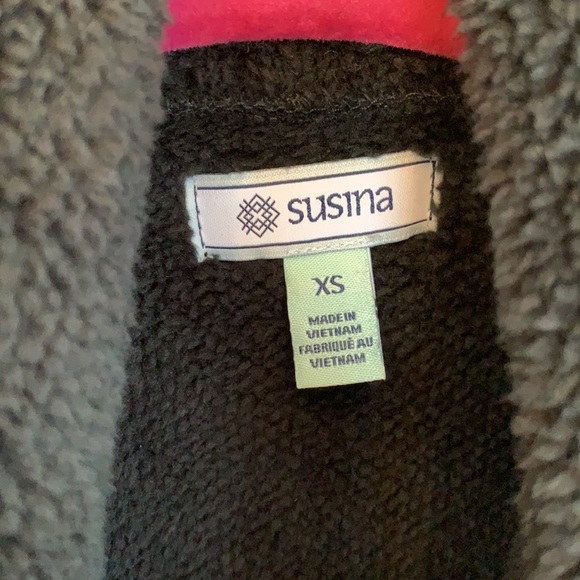 susina
XS
MADE IN
VIETNAM
FABRIQUÉ AU
VIETNAM